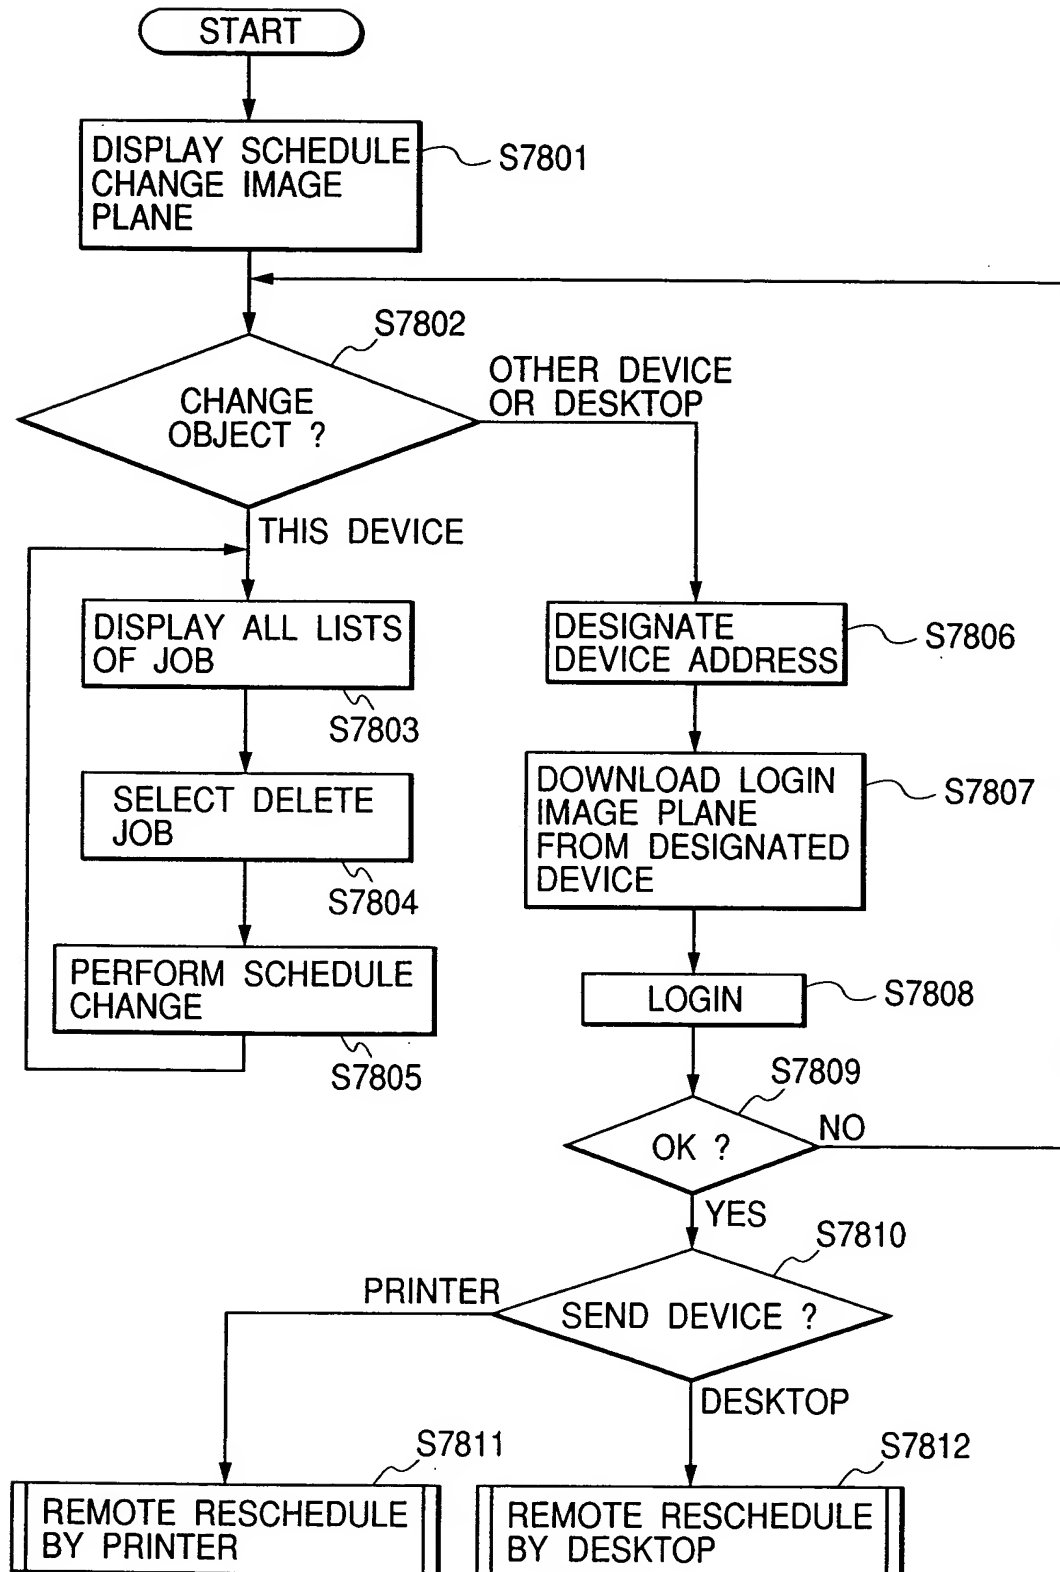 START
DISPLAY SCHEDULE
CHANGE IMAGE
PLANE
S7801
S7802
CHANGE
OBJECT ?
OTHER DEVICE
OR DESKTOP
THIS DEVICE
DISPLAY ALL LISTS
OF JOB
S7803
SELECT DELETE
JOB
S7804
PERFORM SCHEDULE
CHANGE
S7805
DESIGNATE
DEVICE ADDRESS
S7806
DOWNLOAD LOGIN
IMAGE PLANE
FROM DESIGNATED
DEVICE
S7807
LOGIN
S7808
S7809
OK ?
NO
YES
S7810
SEND DEVICE ?
PRINTER
DESKTOP
S7811
REMOTE RESCHEDULE
BY PRINTER
S7812
REMOTE RESCHEDULE
BY DESKTOP